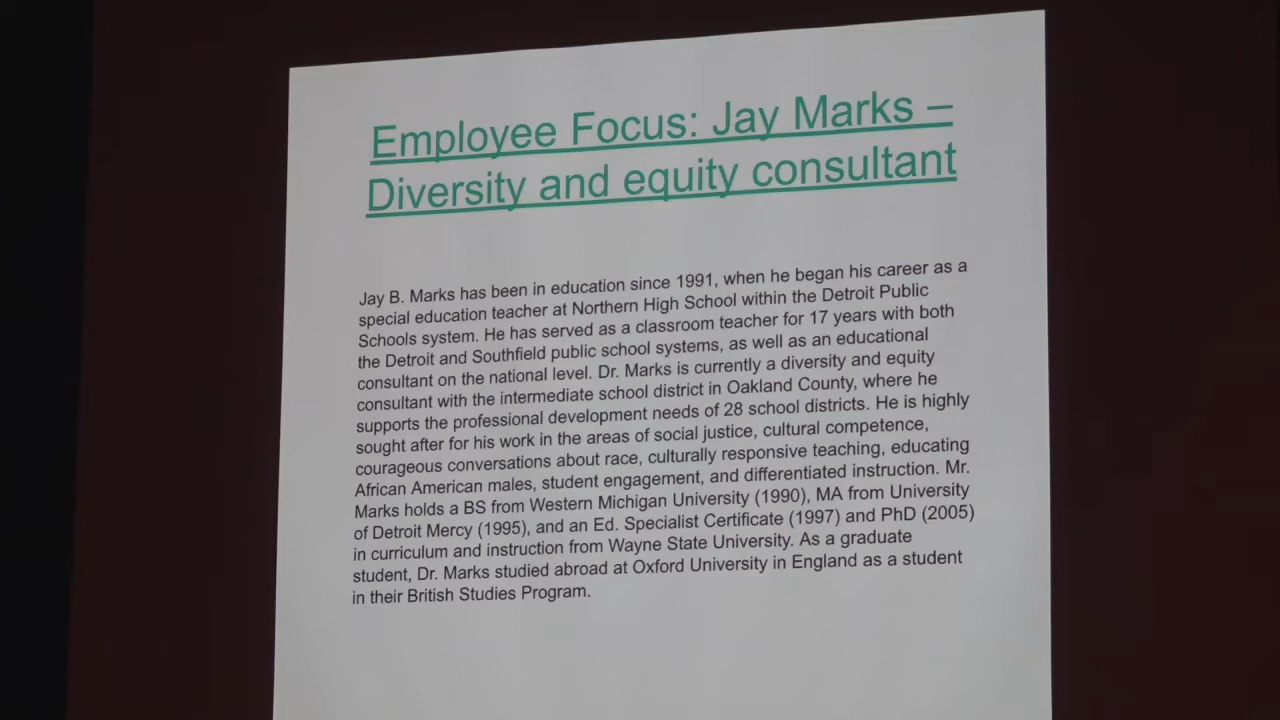 Employee Focus: Jay Marks –
Diversity and equity consultant
Jay B. Marks has been in education since 1991, when he began his career as a
special education teacher at Northern High School within the Detroit Public
Schools system. He has served as a classroom teacher for 17 years with both
the Detroit and Southfield public school systems, as well as an educational
consultant on the national level. Dr. Marks is currently a diversity and equity
consultant with the intermediate school district in Oakland County, where he
supports the professional development needs of 28 school districts. He is highly
sought after for his work in the areas of social justice, cultural competence,
courageous conversations about race, culturally responsive teaching, educating
African American males, student engagement, and differentiated instruction. Mr.
Marks holds a BS from Western Michigan University (1990), MA from University
of Detroit Mercy (1995), and an Ed. Specialist Certificate (1997) and PhD (2005)
in curriculum and instruction from Wayne State University. As a graduate
student, Dr. Marks studied abroad at Oxford University in England as a student
in their British Studies Program.